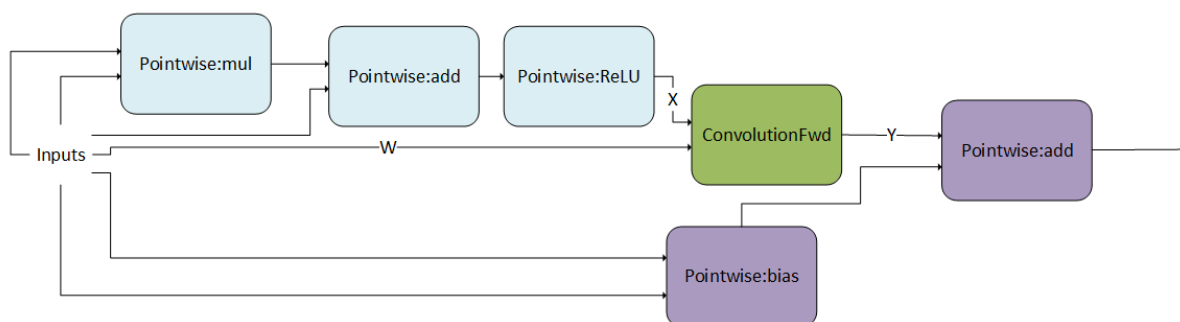 Pointwise:mul
Pointwise:add
Pointwise:ReLU
X
ConvolutionFwd
Y
Pointwise:add
Inputs
W
Pointwise:bias